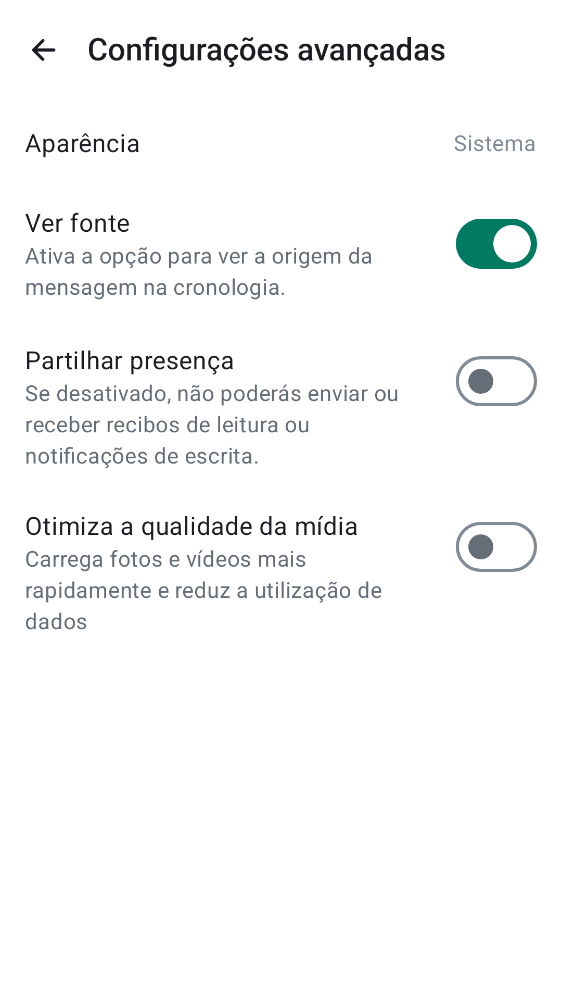 Configurações avançadas
Aparência
Sistema
Ver fonte
Ativa a opção para ver a origem da
mensagem na cronologia.
Partilhar presença
Se desativado, não poderás enviar ou
receber recibos de leitura ou
notificações de escrita.
Otimiza a qualidade da mídia
Carrega fotos e vídeos mais
rapidamente e reduz a utilização de
dados